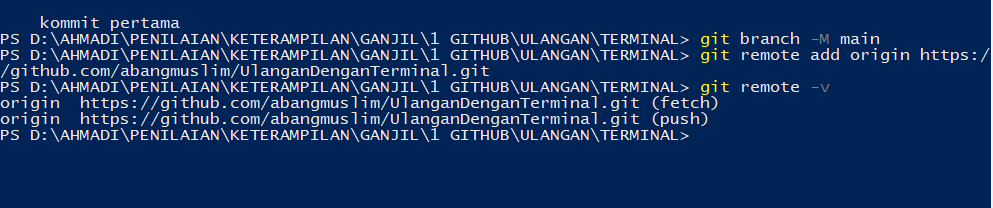 kommit pertama
PS D:\AHMADI\PENILAIAN\KETERAMPILAN\GANJIL\1 GITHUB\ULANGAN\TERMINAL> git branch -M main
PS D:\AHMADI\PENILAIAN\KETERAMPILAN\GANJIL\1 GITHUB\ULANGAN\TERMINAL> git remote add origin https:/
/github.com/abangmuslim/UlanganDenganTerminal.git
PS D:\AHMADI\PENILAIAN\KETERAMPILAN\GANJIL\1 GITHUB\ULANGAN\TERMINAL> git remote -v
origin  https://github.com/abangmuslim/UlanganDenganTerminal.git (fetch)
origin  https://github.com/abangmuslim/UlanganDenganTerminal.git (push)
PS D:\AHMADI\PENILAIAN\KETERAMPILAN\GANJIL\1 GITHUB\ULANGAN\TERMINAL>